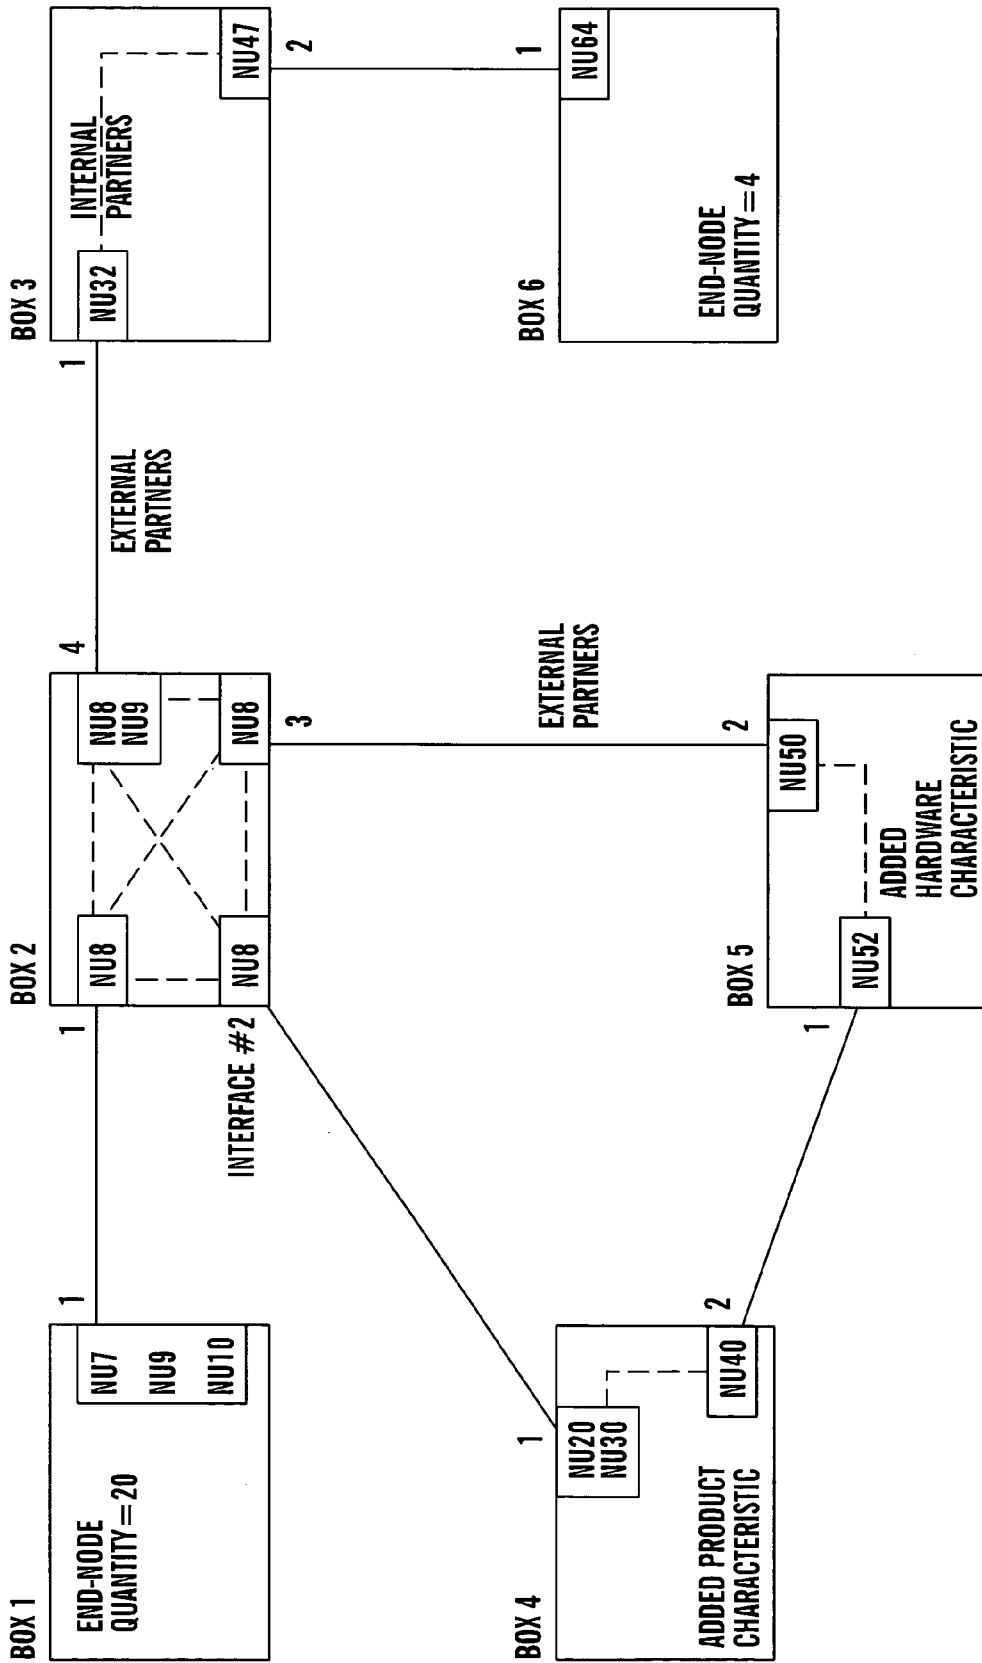 BOX 1
END-NODE
QUANTITY=20
NU7
NU9
NU10
1
BOX 2
1
NU8
NU8
NU9
4
NU8
NU8
INTERFACE #2
3
EXTERNAL
PARTNERS
BOX 3
1
NU32
INTERNAL
PARTNERS
NU47
2
BOX 4
1
NU20
NU30
NU40
2
ADDED PRODUCT
CHARACTERISTIC
EXTERNAL
PARTNERS
BOX 5
1
NU52
NU50
2
ADDED
HARDWARE
CHARACTERISTIC
BOX 6
1
NU64
END-NODE
QUANTITY=4